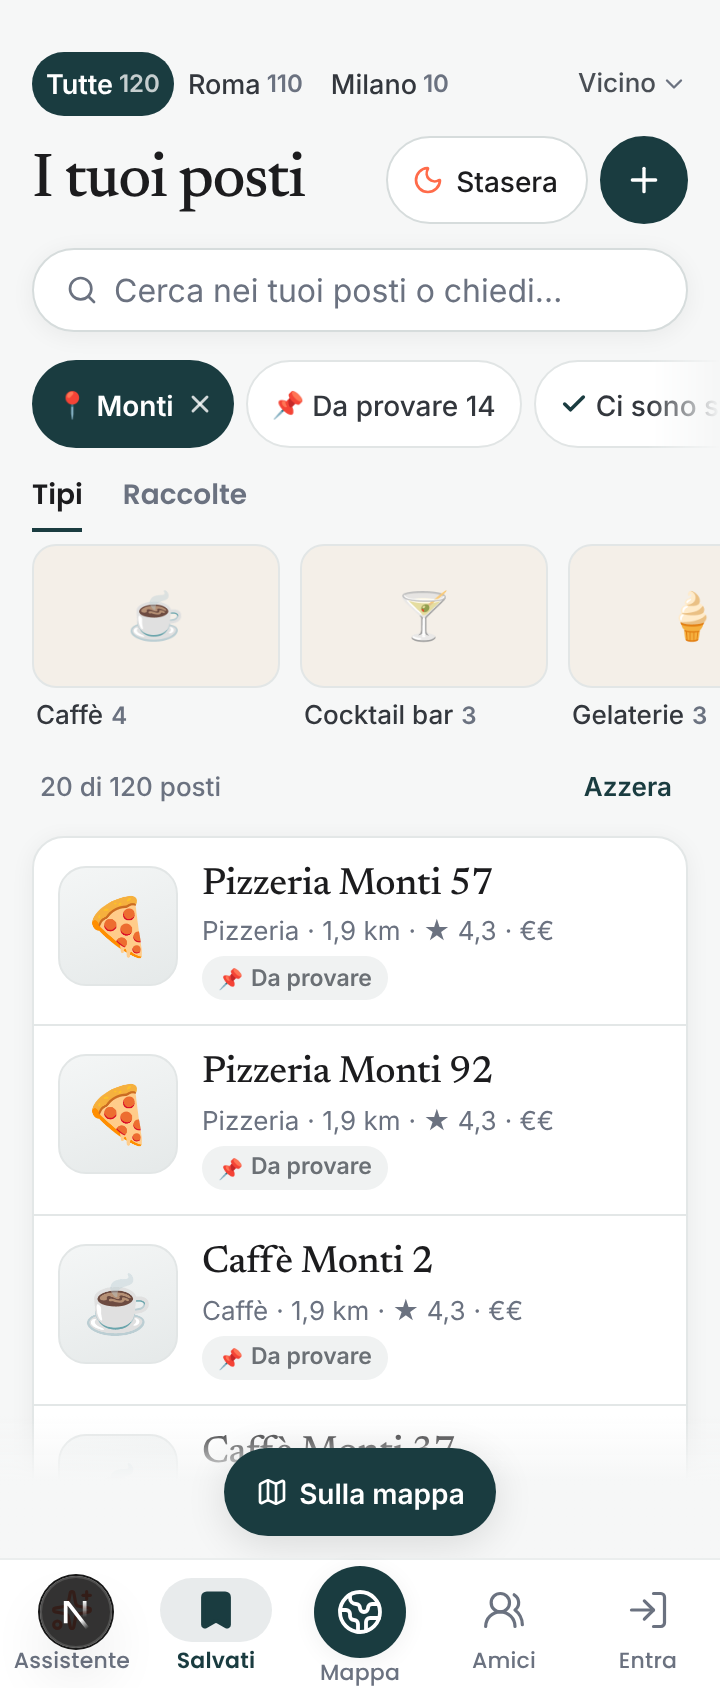 Tutte 120 Roma 110 Milano 10 Vicino
I tuoi posti
Stasera
Cerca nei tuoi posti o chiedi...
Monti
Da provare 14
Ci sono
Tipi Raccolte
Caffè 4
Cocktail bar 3
Gelaterie 3
20 di 120 posti Azzera
Pizzeria Monti 57
Pizzeria · 1,9 km · ★ 4,3 · €€
Da provare
Pizzeria Monti 92
Pizzeria · 1,9 km · ★ 4,3 · €€
Da provare
Caffè Monti 2
Caffè · 1,9 km · ★ 4,3 · €€
Da provare
Caffè Monti 37
Sulla mappa
N
Assistente
Salvati
Mappa
Amici
Entra